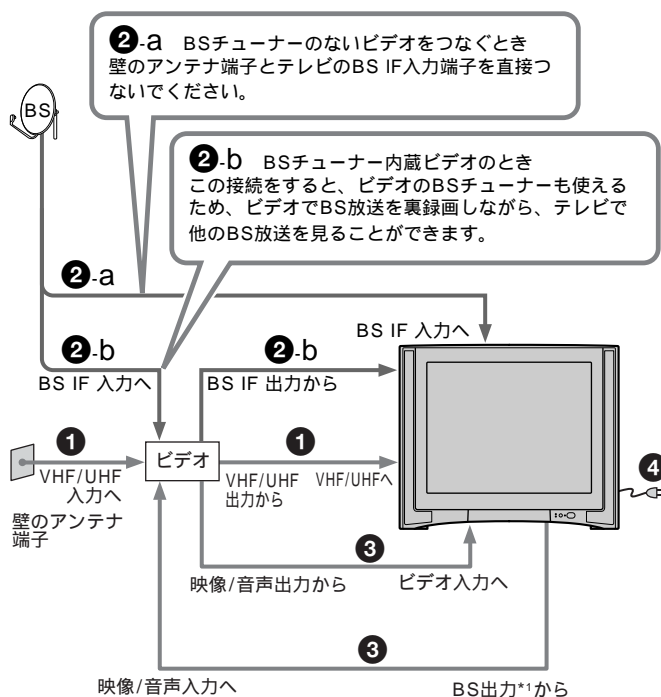 ❷-a BSチューナーのないビデオをつなぐとき
壁のアンテナ端子とテレビのBS IF入力端子を直接つ
ないでください。
BS
❷-b BSチューナー内蔵ビデオのとき
この接続をすると、ビデオのBSチューナーも使える
ため、ビデオでBS放送を裏録画しながら、テレビで
他のBS放送を見ることができます。
❷-a
BS IF 入力へ
❷-b
BS IF 入力へ
❷-b
BS IF 出力から
❶
VHF/UHF
入力へ
壁のアンテナ
端子
ビデオ
❶
VHF/UHF
出力から
VHF/UHFへ
❹
❸
映像/音声出力から
ビデオ入力へ
❸
映像/音声入力へ
BS出力*1から